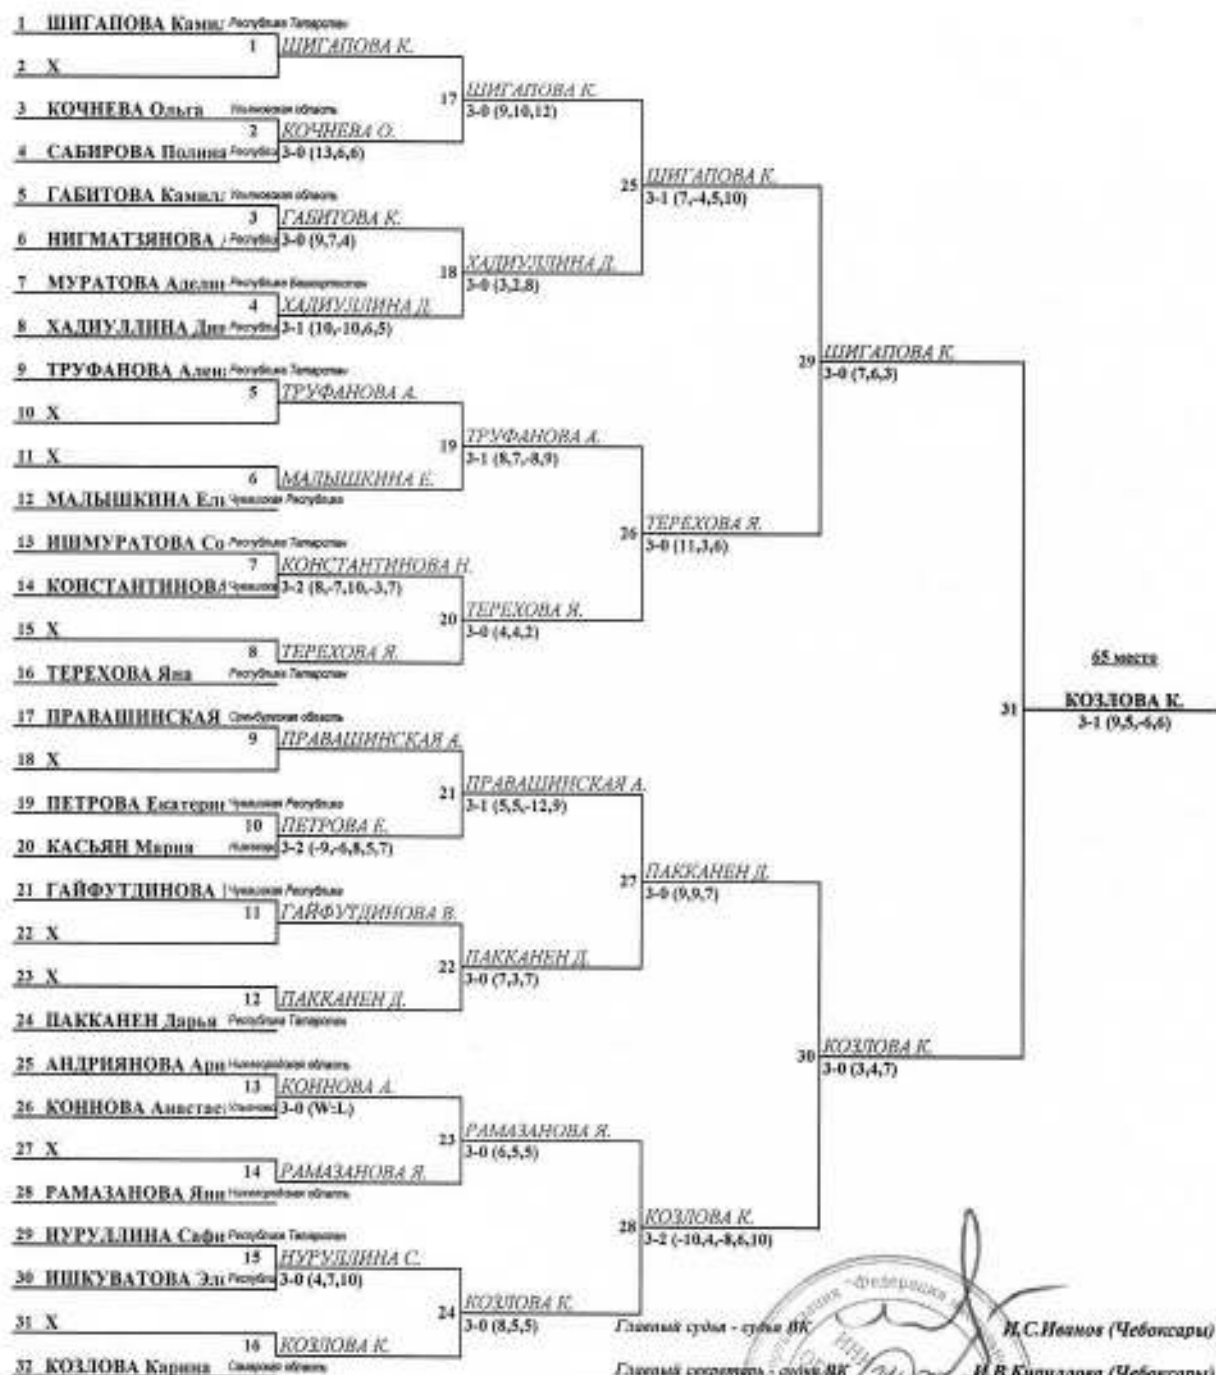 1 ШИГАПОВА Камил Республика Татарстан
1 ШИГАПОВА К.
2 X
17 ШИГАПОВА К.
3-0 (9,10,12)
3 КОЧНЕВА Ольга Ульяновская область
2 КОЧНЕВА О.
4 САБИРОВА Полина Республика 3-0 (13,6,6)
25 ШИГАПОВА К.
3-1 (7,-4,5,10)
5 ГАБИТОВА Камила Ульяновская область
3 ГАБИТОВА К.
6 НИГМАТЗЯНОВА Республика 3-0 (9,7,4)
18 ХАДИУЛЛИНА Д.
3-0 (3,2,8)
7 МУРАТОВА Аделин Республика Башкортостан
4 ХАДИУЛЛИНА Д.
8 ХАДИУЛЛИНА Ди Республика 3-1 (10,-10,6,5)
29 ШИГАПОВА К.
3-0 (7,6,3)
9 ТРУФАНОВА Ален Республика Татарстан
5 ТРУФАНОВА А.
10 X
19 ТРУФАНОВА А.
3-1 (8,7,-8,9)
11 X
6 МАЛЫШКИНА Е.
12 МАЛЫШКИНА Ел Чувашская Республика
26 ТЕРЕХОВА Я.
3-0 (11,3,6)
13 ИШМУРАТОВА Со Республика Татарстан
7 КОНСТАНТИНОВА Н.
14 КОНСТАНТИНОВА 3-2 (8,-7,10,-3,7)
20 ТЕРЕХОВА Я.
3-0 (4,4,2)
15 X
8 ТЕРЕХОВА Я.
16 ТЕРЕХОВА Яна Республика Татарстан
65 место
31 КОЗЛОВА К.
3-1 (9,5,-6,6)
17 ПРАВАШИНСКАЯ Оренбургская область
9 ПРАВАШИНСКАЯ А.
18 X
21 ПРАВАШИНСКАЯ А.
3-1 (5,5,-12,9)
19 ПЕТРОВА Екатери Чувашская Республика
10 ПЕТРОВА Е.
20 КАСЬЯН Мария 3-2 (-9,-6,8,5,7)
27 ПАККАНЕН Д.
3-0 (9,9,7)
21 ГАЙФУТДИНОВА Чувашская Республика
11 ГАЙФУТДИНОВА В.
22 X
22 ПАККАНЕН Д.
3-0 (7,3,7)
23 X
12 ПАККАНЕН Д.
24 ПАККАНЕН Дарья Республика Татарстан
30 КОЗЛОВА К.
3-0 (3,4,7)
25 АНДРИЯНОВА Ари Нижегородская область
13 КОННОВА А.
26 КОННОВА Анастас 3-0 (W:L)
23 РАМАЗАНОВА Я.
3-0 (6,5,5)
27 X
14 РАМАЗАНОВА Я.
28 РАМАЗАНОВА Яни Нижегородская область
28 КОЗЛОВА К.
3-2 (-10,4,-8,6,10)
29 НУРУЛЛИНА Сафи Республика Татарстан
15 НУРУЛЛИНА С.
30 ИШКУВАТОВА Эл Республика 3-0 (4,7,10)
24 КОЗЛОВА К.
3-0 (8,5,5)
31 X
16 КОЗЛОВА К.
32 КОЗЛОВА Карина Самарская область
Главный судья - судья ВК И.С.Иванов (Чебоксары)
Главный секретарь - судья ВК И.В.Кириллова (Чебоксары)